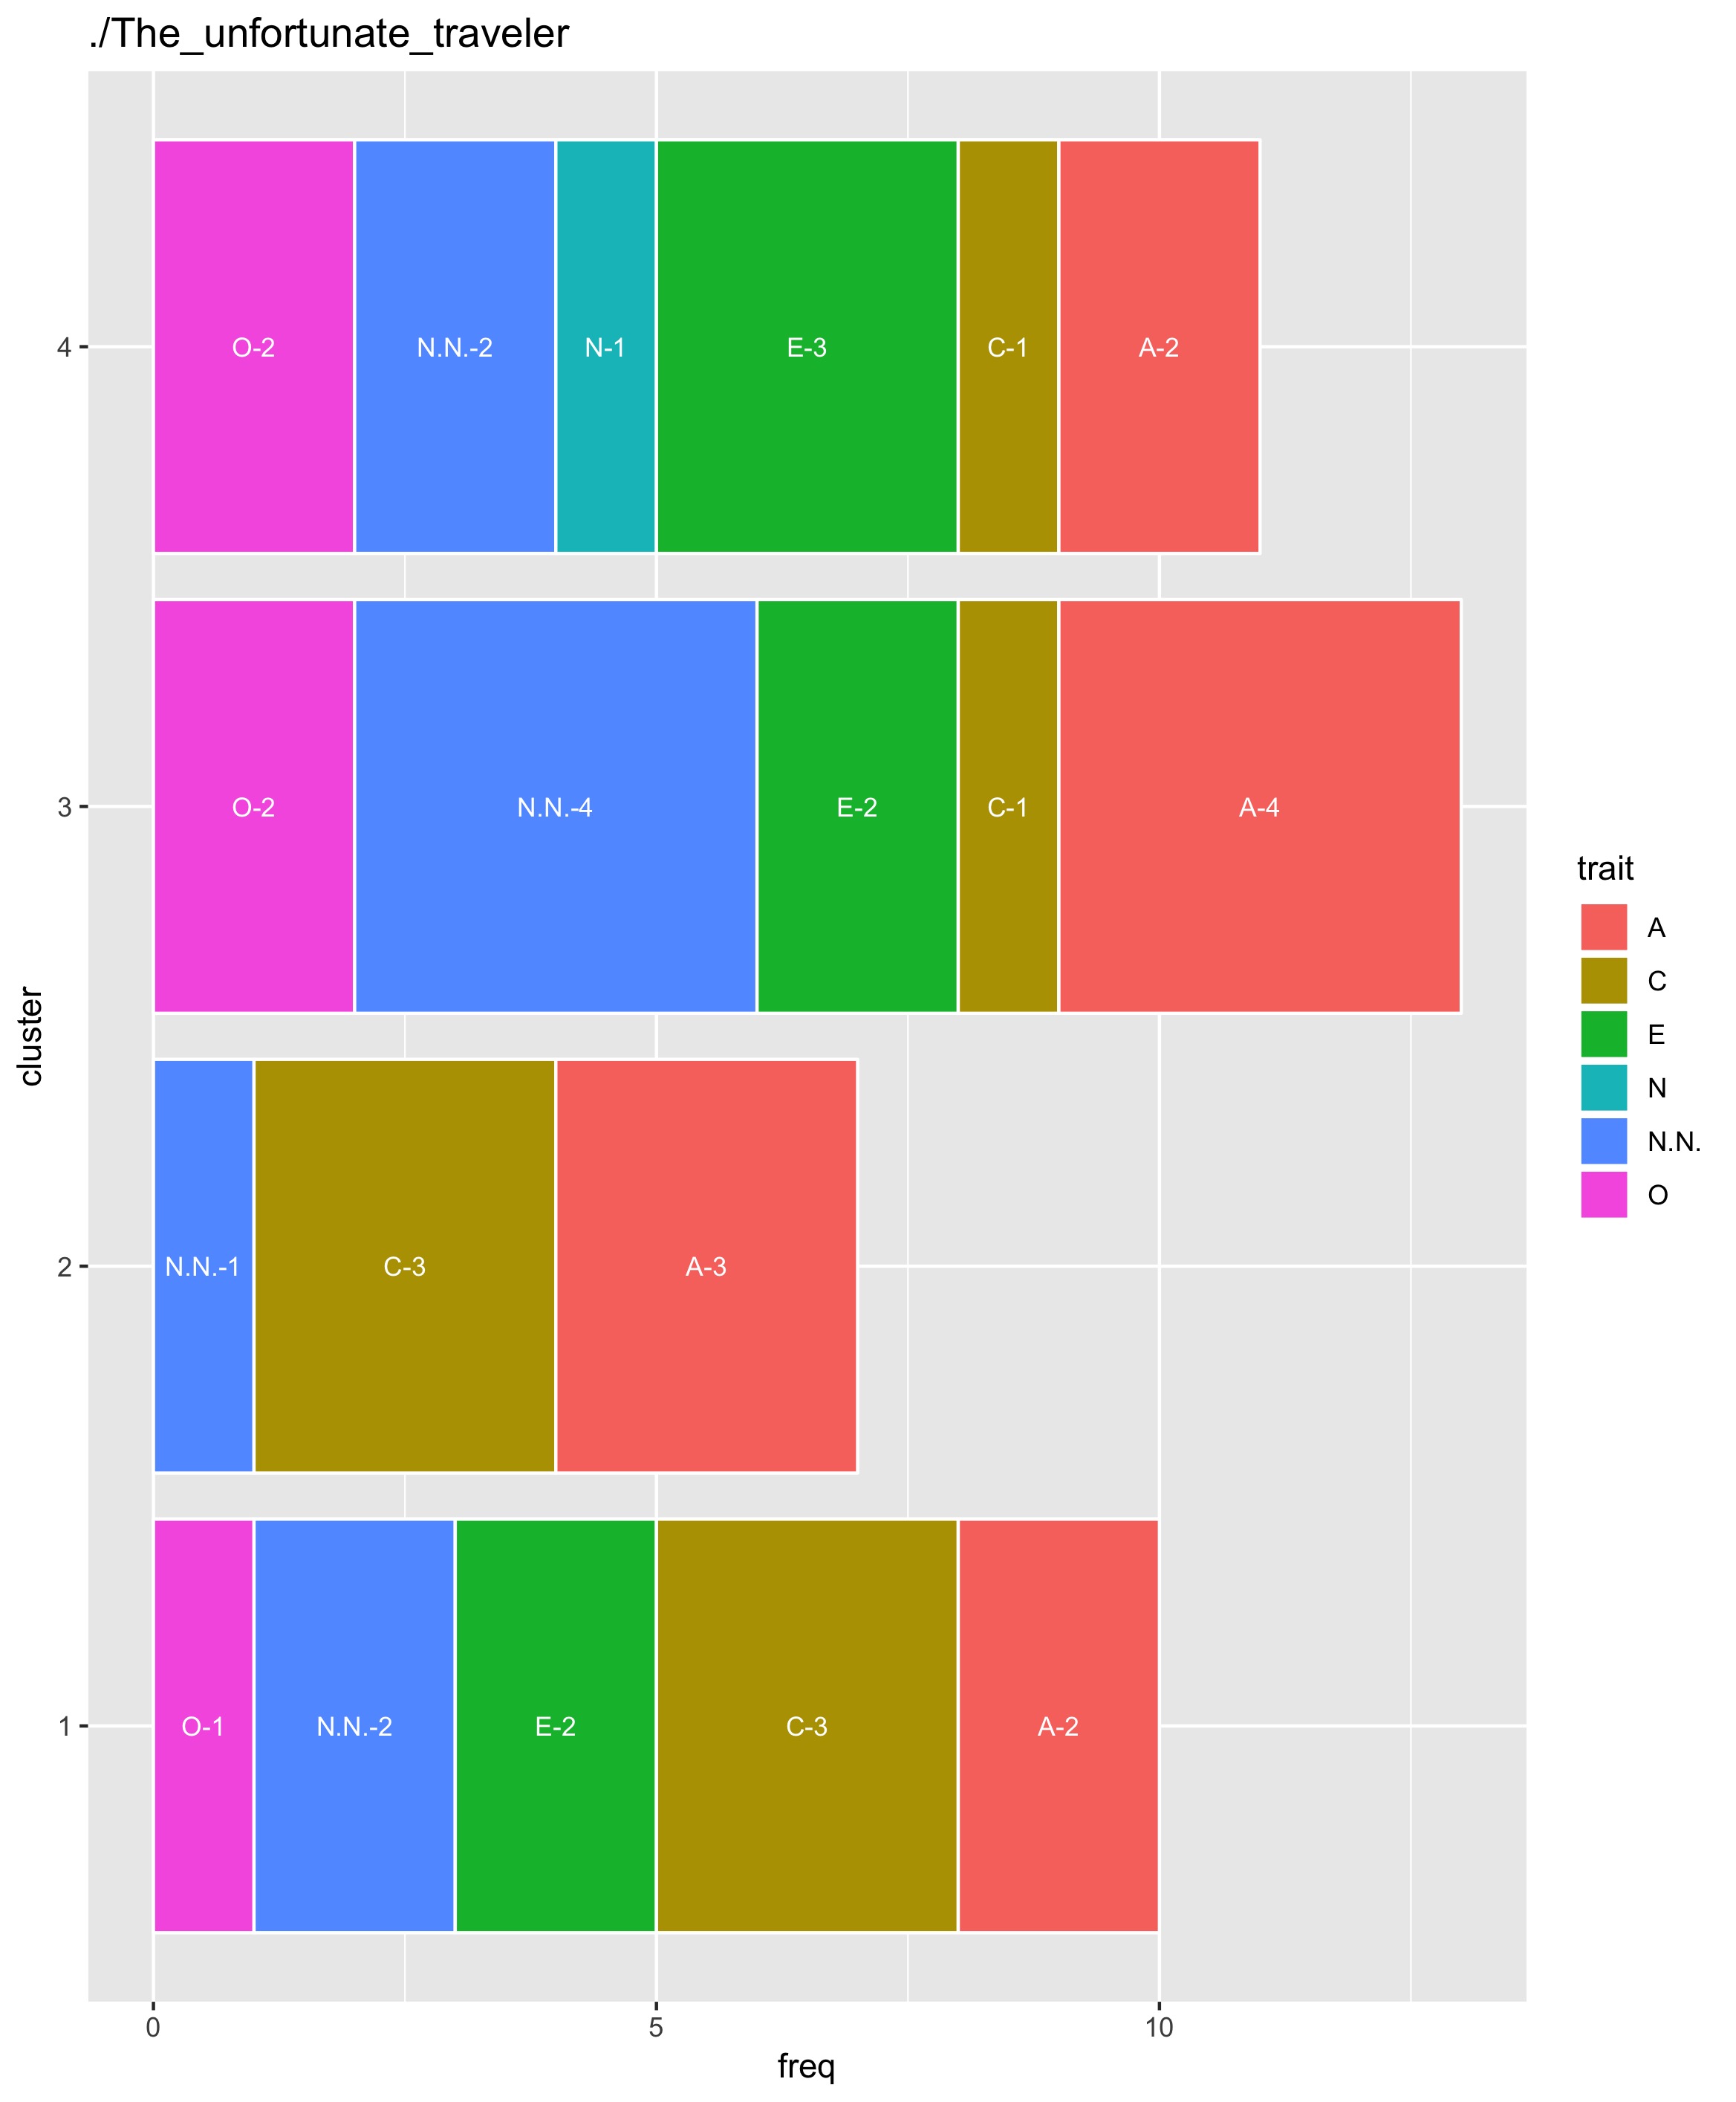 ./The_unfortunate_traveler
4
O-2
N.N.-2
N-1
E-3
C-1
A-2
3
O-2
N.N.-4
E-2
C-1
A-4
2
N.N.-1
C-3
A-3
1
O-1
N.N.-2
E-2
C-3
A-2
0
5
10
freq
cluster
trait
A
C
E
N
N.N.
O